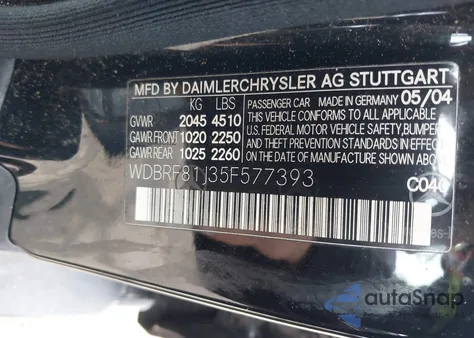 MFD BY DAIMLERCHRYSLER AG STUTTGART
KG LBS
GVWR 2045 4510
GAWR FRONT 1020 2250
GAWR REAR 1025 2260
PASSENGER CAR MADE IN GERMANY 05/04
THIS VEHICLE CONFORMS TO ALL APPLICABLE
U.S. FEDERAL MOTOR VEHICLE SAFETY, BUMPER
AND THEFT PREVENTION STANDARDS
IN EFFECT ON THE DATE OF
MANUFACTURE SHOWN ABOVE
WDBRF81J35F577393
C040
autoSnap